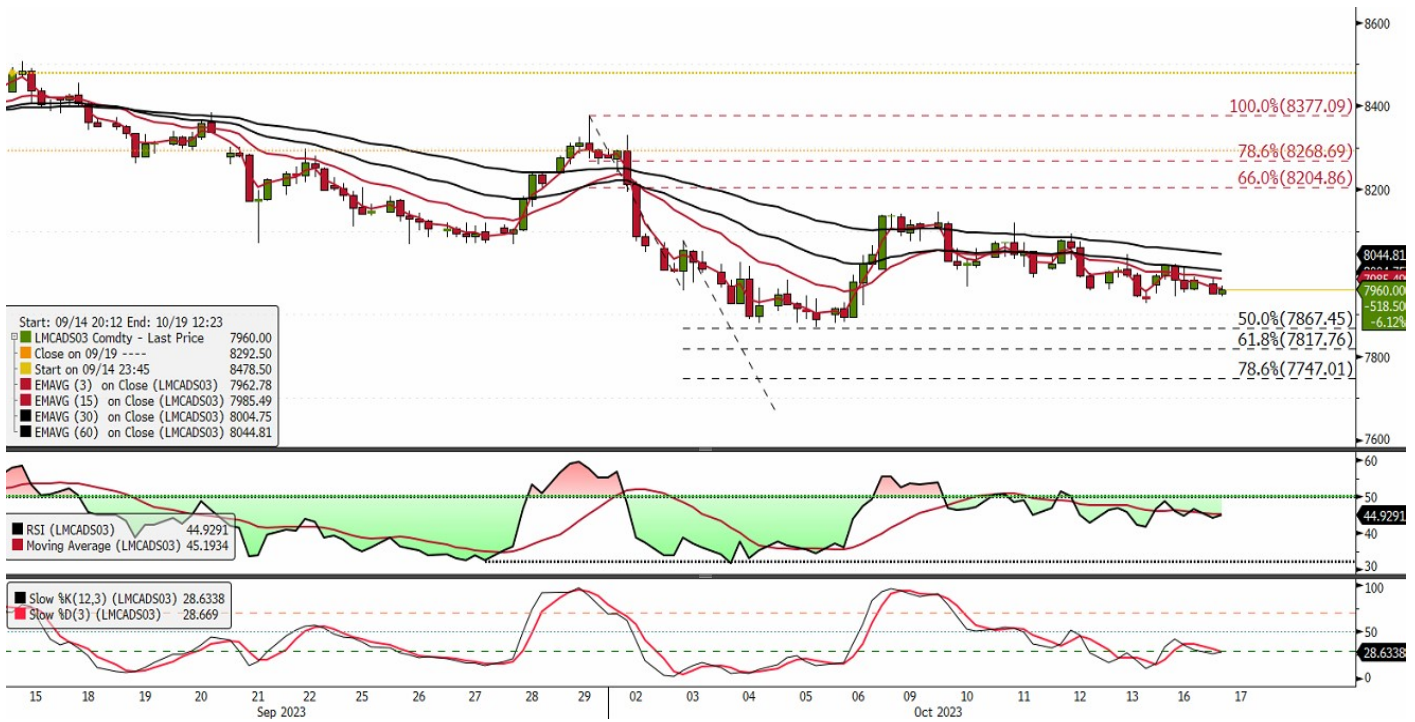 8600
8400
8200
7800
7600
100.0%(8377.09)
78.6%(8268.69)
66.0%(8204.86)
8044.81
7985.49
7960.00
-518.50
-6.12%
50.0%(7867.45)
61.8%(7817.76)
78.6%(7747.01)
Start: 09/14 20:12 End: 10/19 12:23
LMCADS03 Comdty - Last Price 7960.00
Close on 09/19 ---- 8292.50
Start on 09/14 23:45 8478.50
EMAVG (3) on Close (LMCADS03) 7962.78
EMAVG (15) on Close (LMCADS03) 7985.49
EMAVG (30) on Close (LMCADS03) 8004.75
EMAVG (60) on Close (LMCADS03) 8044.81
60
50
44.9291
40
30
RSI (LMCADS03) 44.9291
Moving Average (LMCADS03) 45.1934
100
50
28.6338
0
Slow %K(12,3) (LMCADS03) 28.6338
Slow %D(3) (LMCADS03) 28.669
15 18 19 20 21 22 25 26 27 28 29 02 03 04 05 06 09 10 11 12 13 16 17
Sep 2023 Oct 2023